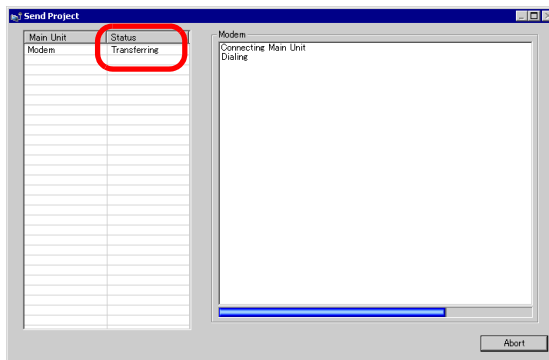 Send Project
Main Unit Status
Modem Transferring
Modem
Connecting Main Unit
Dialing
Abort